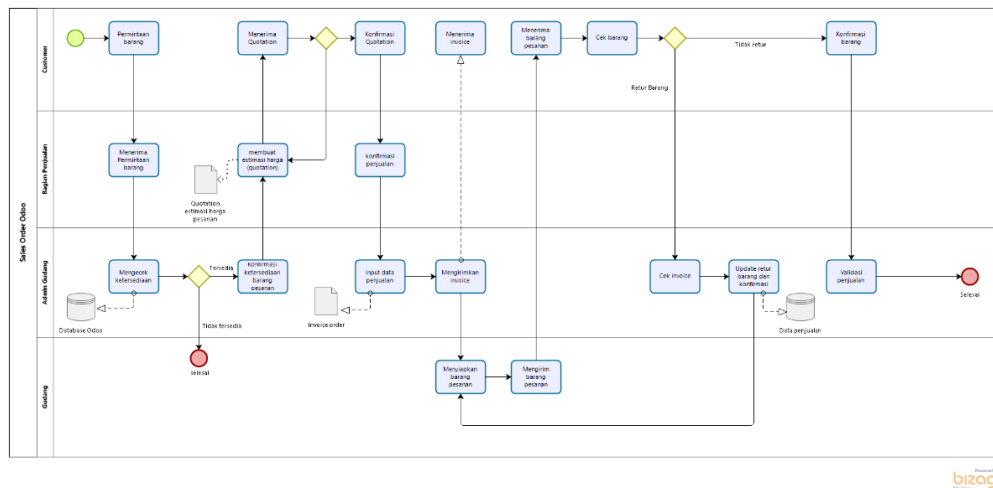 Sales Order Odoo
Customer
Permintaan
barang
Menerima
Quotation
Konfirmasi
Quotation
Menerima
invoice
Menerima
barang
pesanan
Cek barang
Tidak retur
Konfirmasi
barang
Retur Barang
Bagian Penjualan
Menerima
Permintaan
barang
membuat
estimasi harga
(quotation)
Quotation
estimasi harga
pesanan
konfirmasi
penjualan
Admin Gudang
Mengecek
ketersediaan
Database Odoo
Tersedia
Tidak tersedia
Konfirmasi
ketersediaan
barang
pesanan
Input data
penjualan
Invoice order
Mengirimkan
invoice
Cek invoice
Update retur
barang dan
konfirmasi
Data penjualan
Validasi
penjualan
Selesai
Gudang
selesai
Menyiapkan
barang
pesanan
Mengirim
barang
pesanan
Powered
bizag